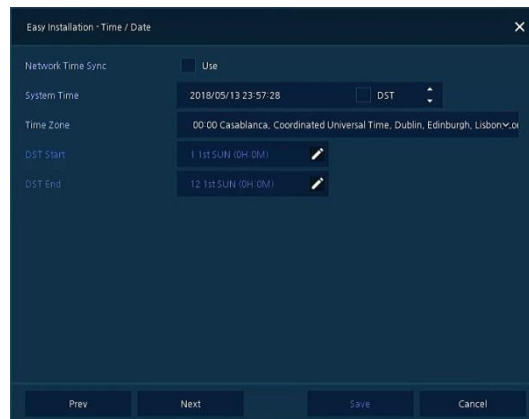 Easy Installation - Time / Date
Network Time Sync Use
System Time 2018/05/13 23:57:28 DST
Time Zone 00:00 Casablanca, Coordinated Universal Time, Dublin, Edinburgh, Lisbon
DST Start 1 1st SUN (0H :0M)
DST End 12 1st SUN (0H :0M)
Prev Next Save Cancel